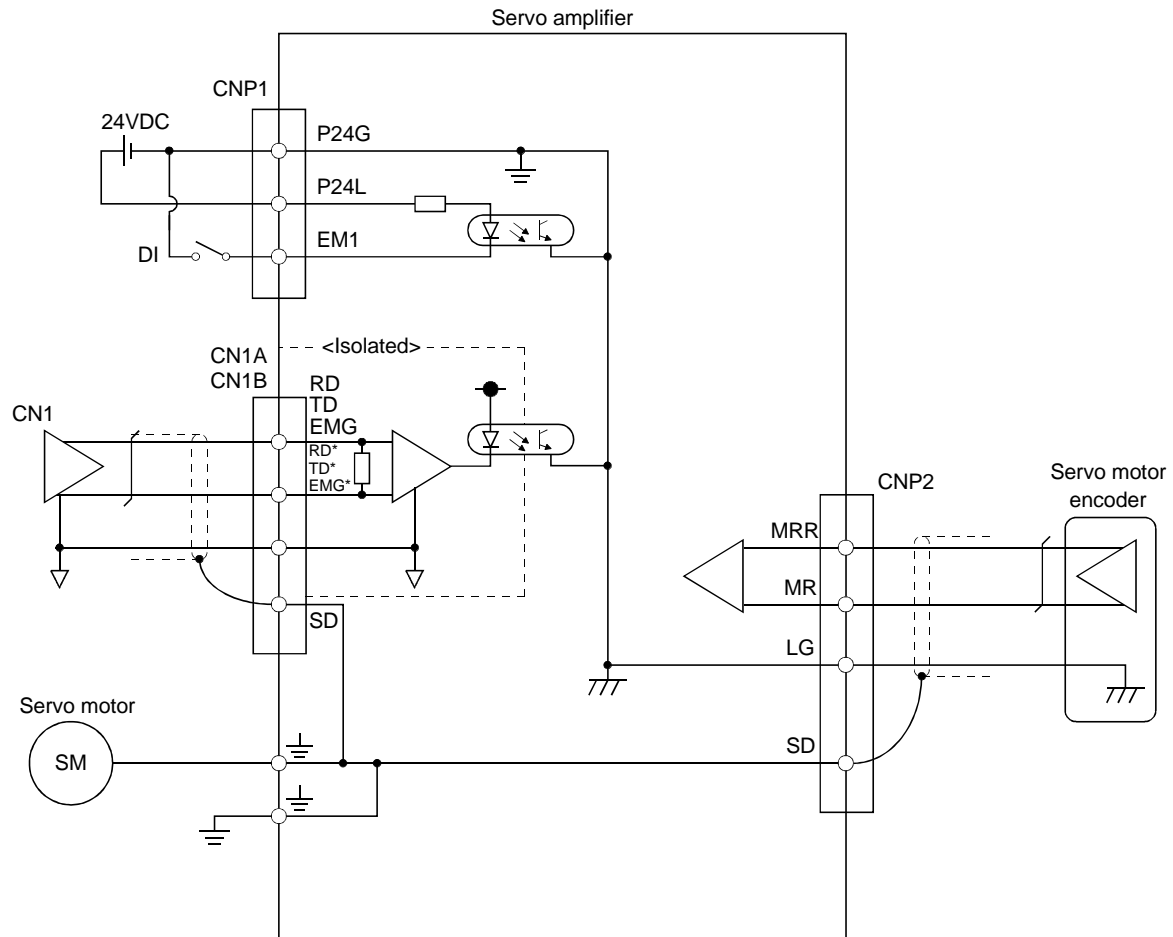 Servo amplifier
CNP1
24VDC
P24G
P24L
DI
EM1
<Isolated>
CN1A
CN1B
RD
TD
EMG
CN1
RD*
TD*
EMG*
SD
CNP2
Servo motor
encoder
MRR
MR
LG
SD
Servo motor
SM